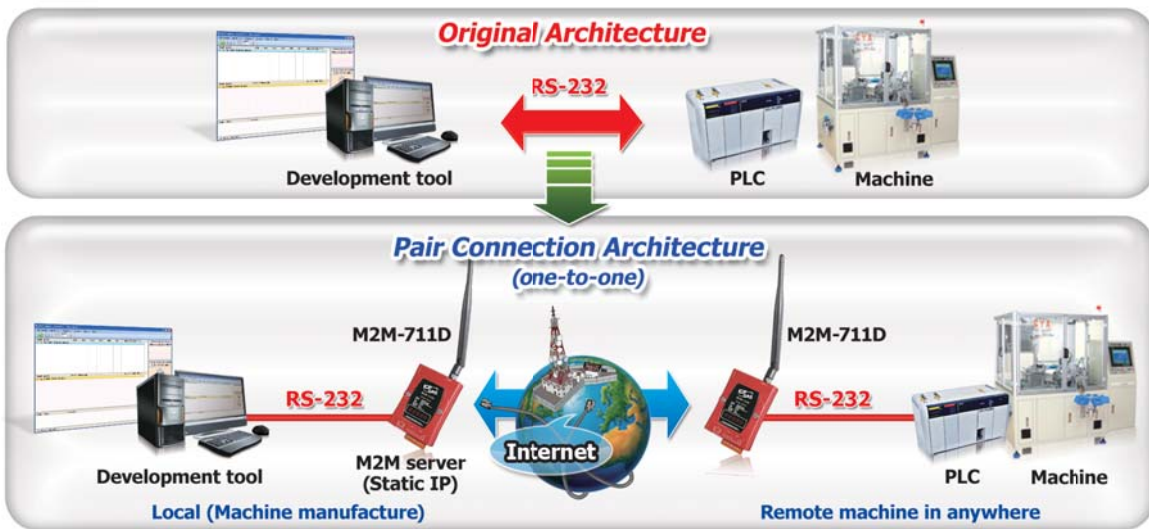 Original Architecture
RS-232
Development tool
PLC
Machine
Pair Connection Architecture
(one-to-one)
M2M-711D
M2M-711D
RS-232
RS-232
Internet
Development tool
M2M server
(Static IP)
PLC
Machine
Local (Machine manufacture)
Remote machine in anywhere